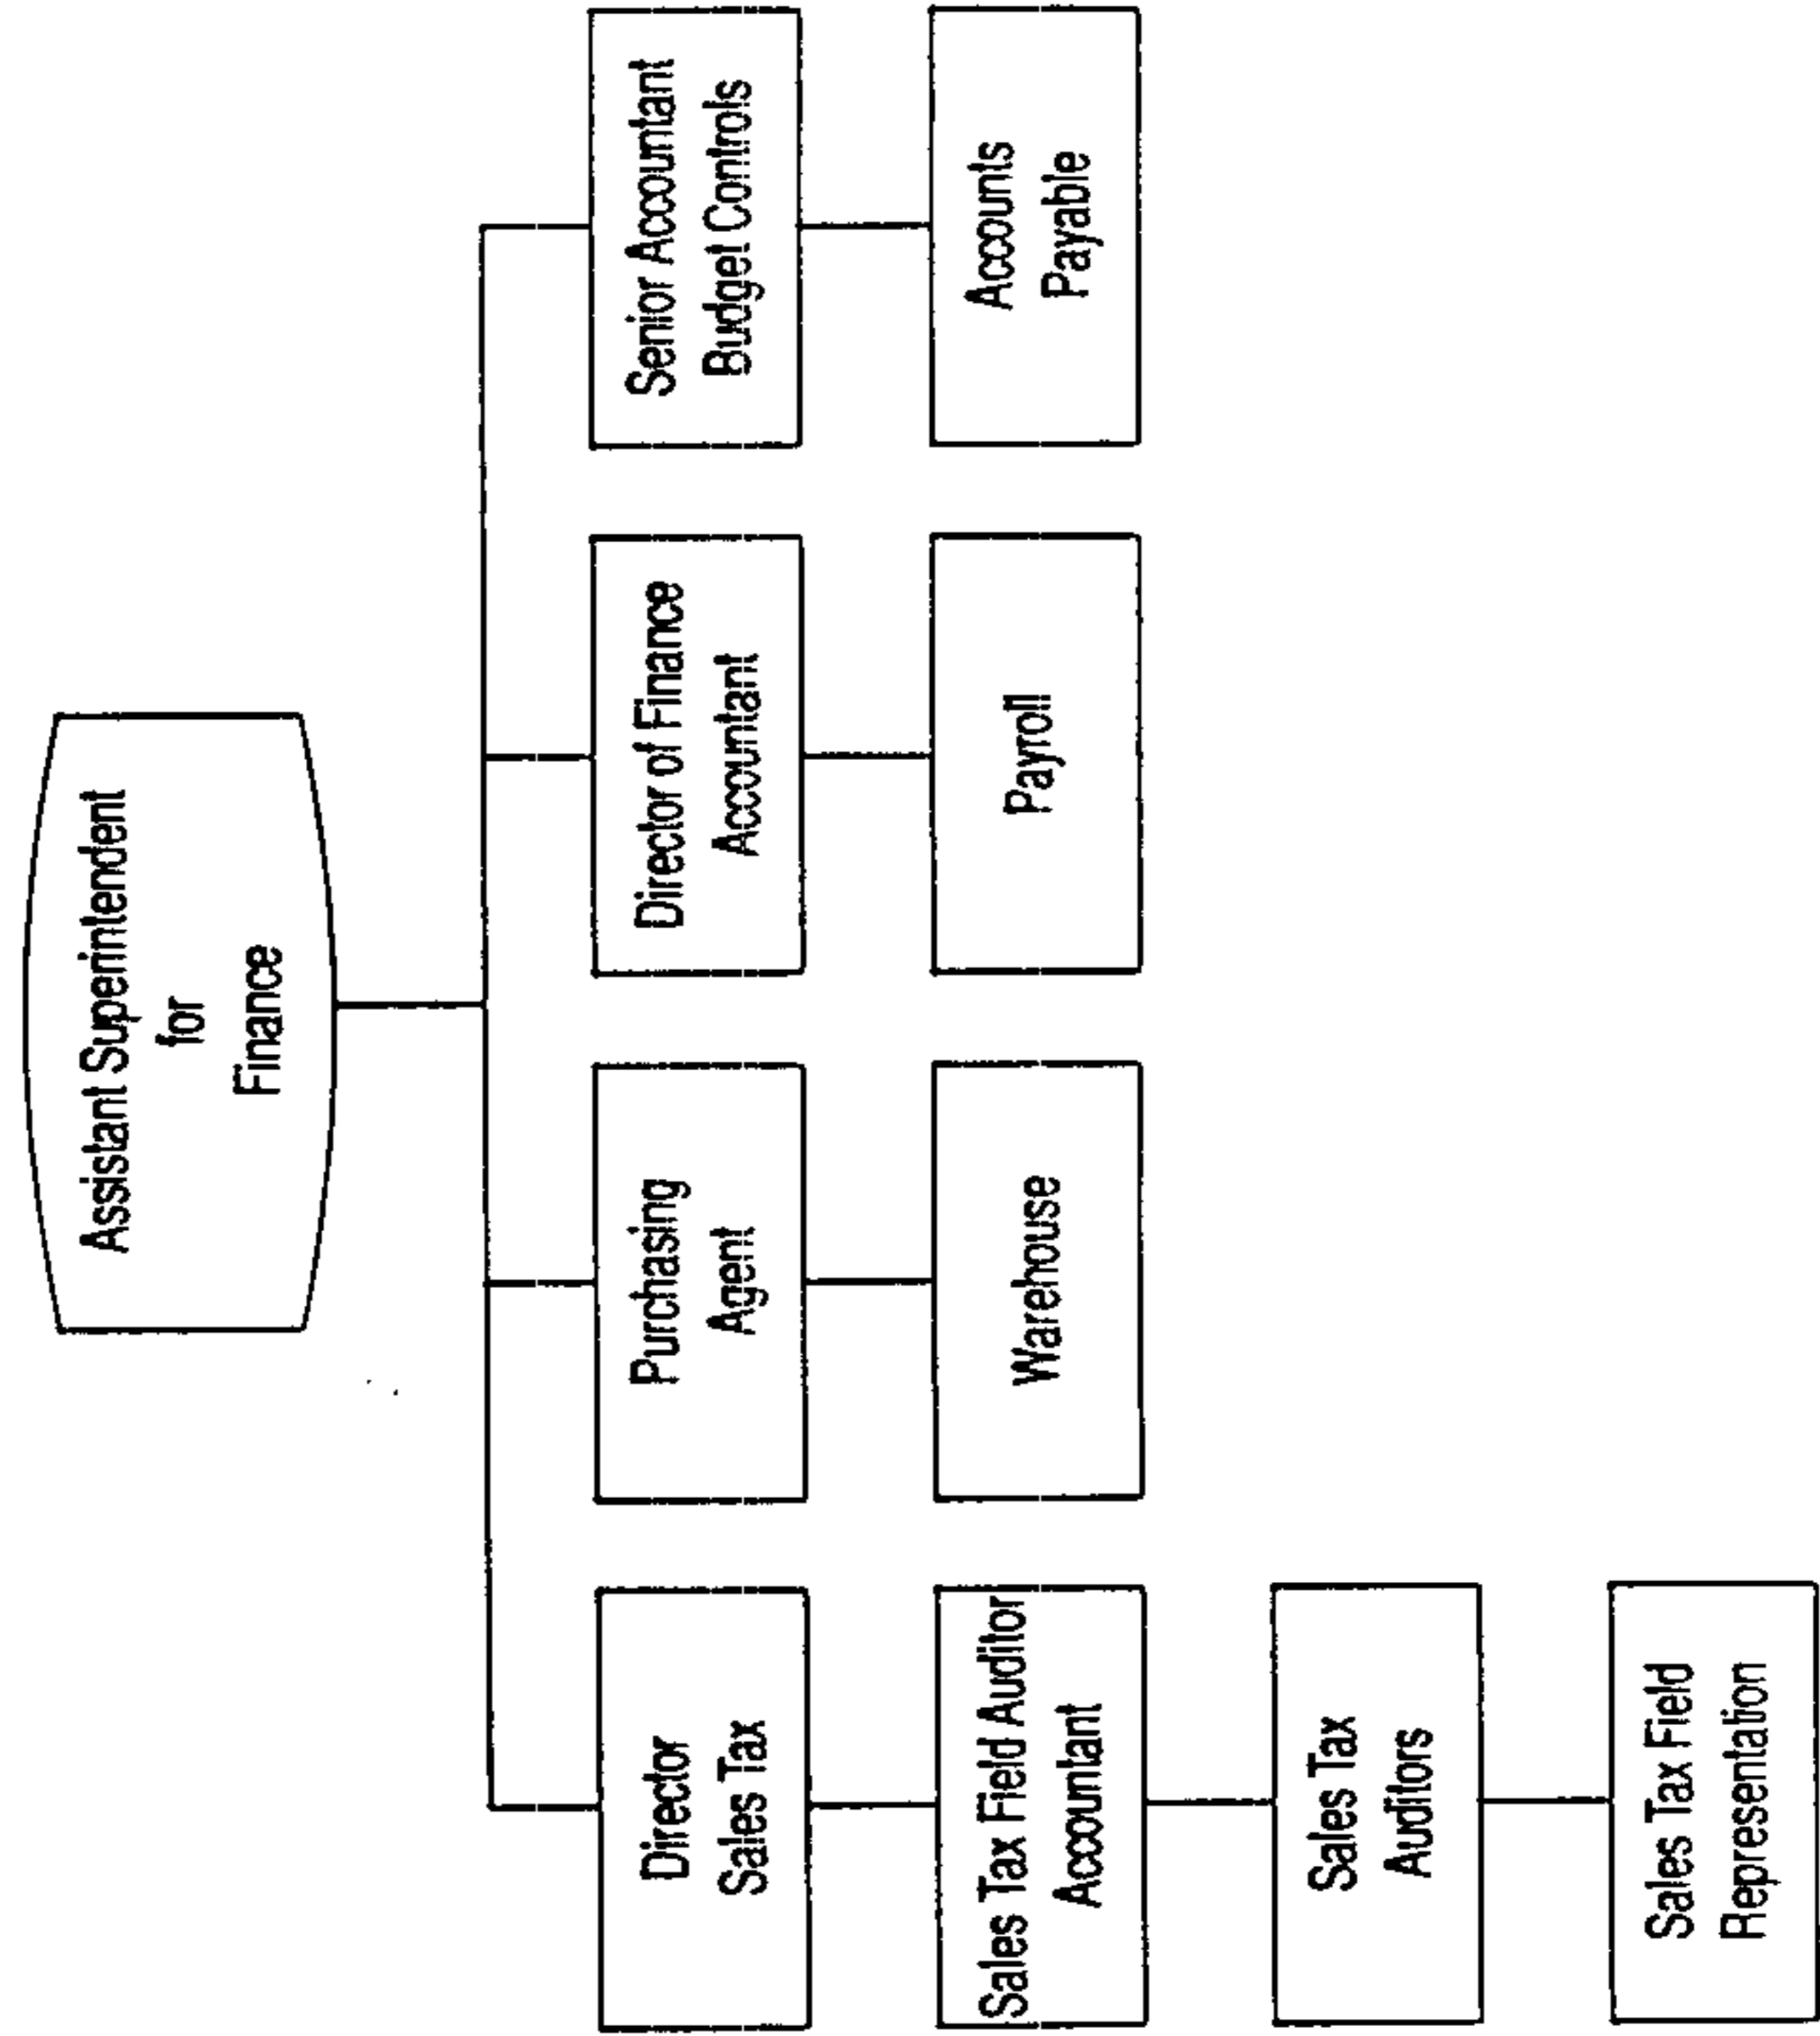 Assistant Superintendent
for
Finance
Director
Sales Tax
Purchasing
Agent
Director of Finance
Accountant
Senior Accountant
Budget Controls
Sales Tax Field Auditor
Accountant
Warehouse
Payroll
Accounts
Payable
Sales Tax
Auditors
Sales Tax Field
Representation